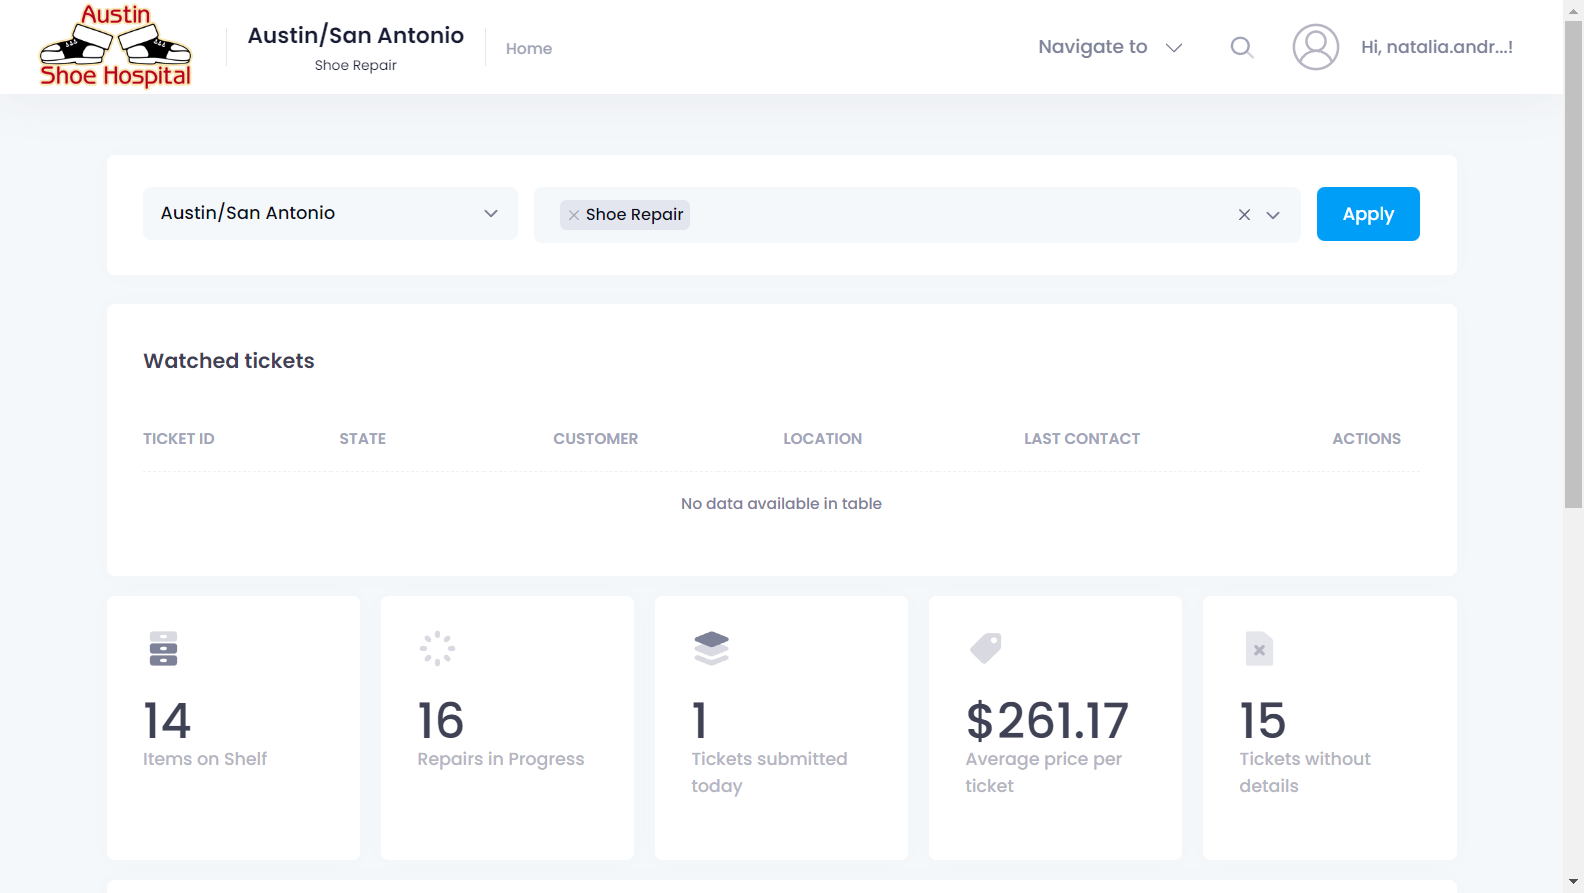 Austin
Shoe Hospital
Austin/San Antonio
Shoe Repair
Home
Navigate to
Hi, natalia.andr...!
Austin/San Antonio
Shoe Repair
Apply
Watched tickets
TICKET ID STATE CUSTOMER LOCATION LAST CONTACT ACTIONS
No data available in table
14
Items on Shelf
16
Repairs in Progress
1
Tickets submitted
today
$261.17
Average price per
ticket
15
Tickets without
details